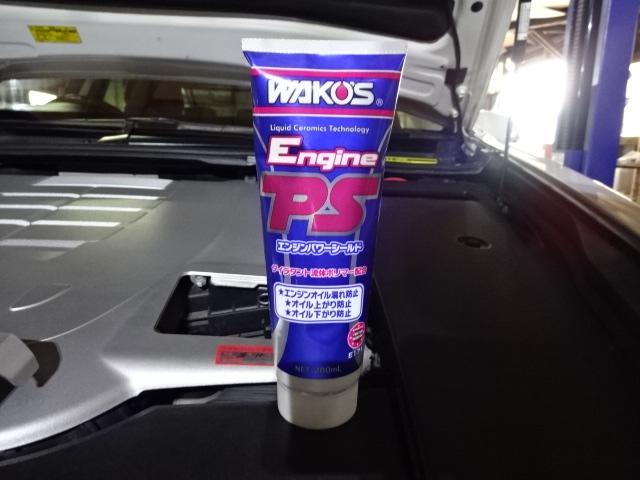 WAKO'S®
Liquid Ceramics Technology
Engine
PS
エンジンパワーシールド
★エンジンオイル漏れ防止
★オイル上がり防止
★オイル下がり防止
NET 280mL